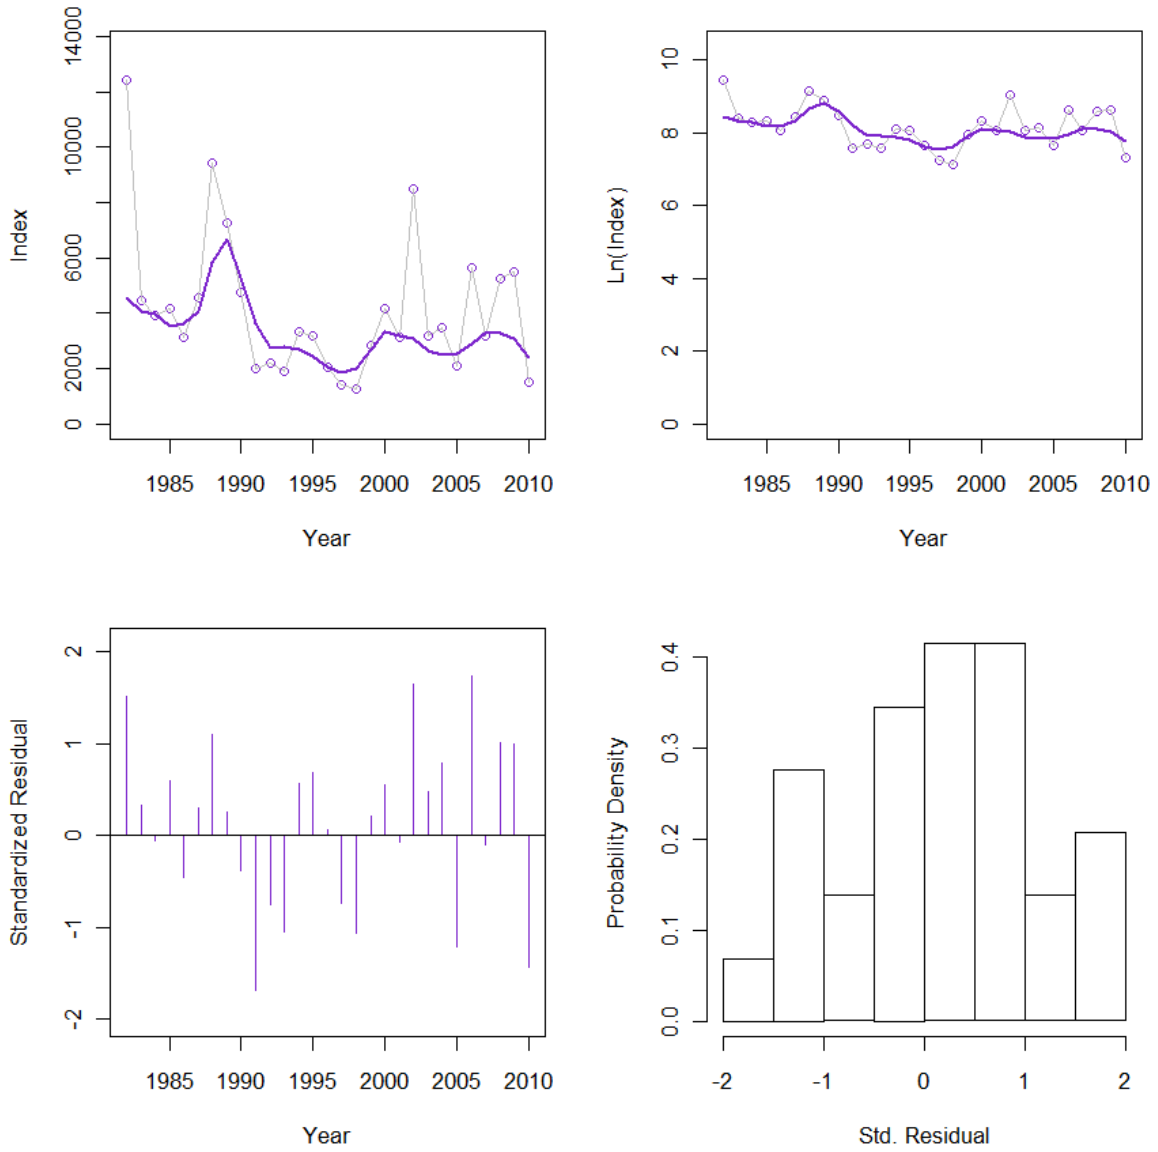 14000
10000
6000
2000
0
Index
1985 1990 1995 2000 2005 2010
Year
10
8
6
4
2
0
Ln(Index)
1985 1990 1995 2000 2005 2010
Year
2
1
0
-1
-2
Standardized Residual
1985 1990 1995 2000 2005 2010
Year
0.4
0.3
0.2
0.1
0.0
Probability Density
-2 -1 0 1 2
Std. Residual